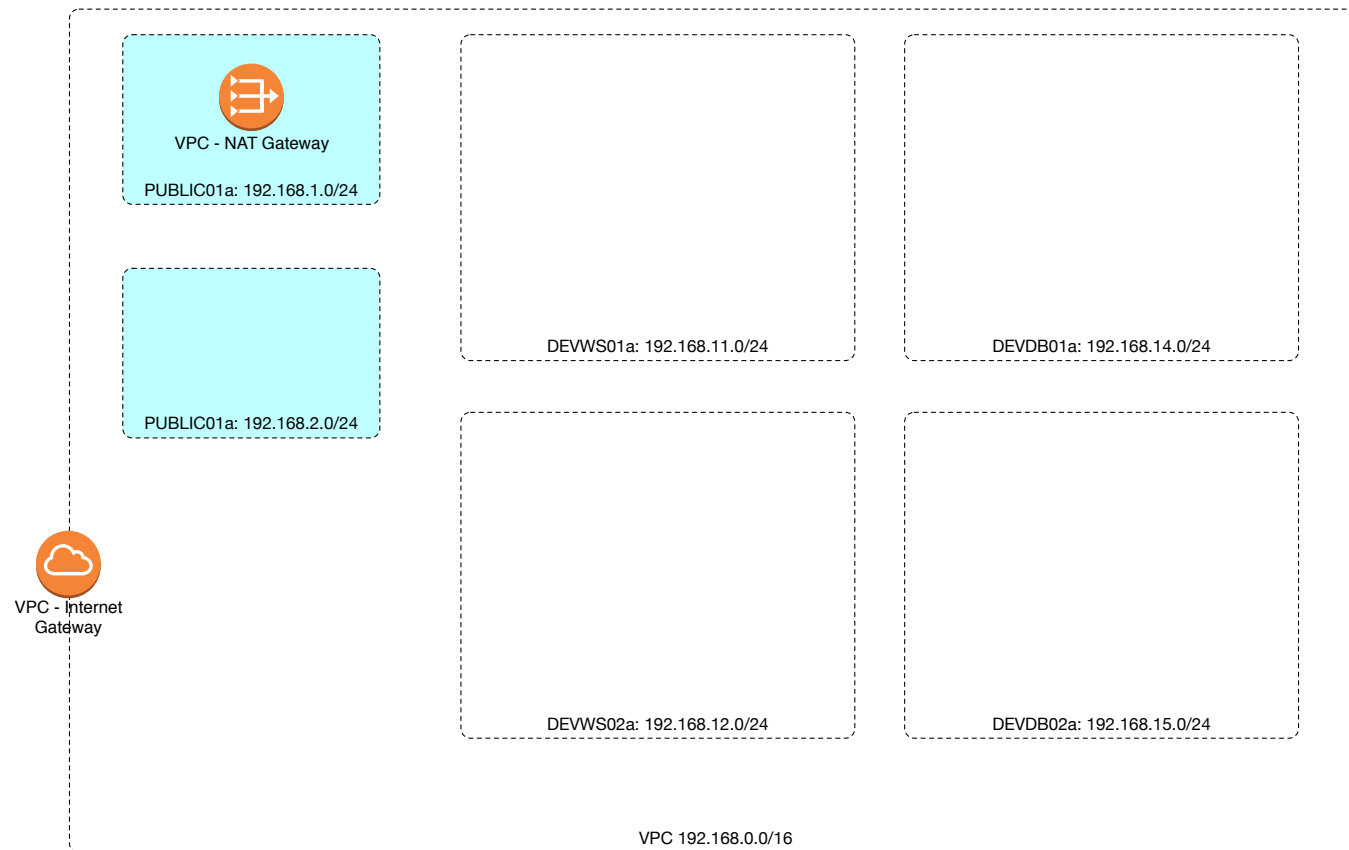 VPC - NAT Gateway
PUBLIC01a: 192.168.1.0/24
PUBLIC01a: 192.168.2.0/24
VPC - Internet
Gateway
DEVWS01a: 192.168.11.0/24
DEVDB01a: 192.168.14.0/24
DEVWS02a: 192.168.12.0/24
DEVDB02a: 192.168.15.0/24
VPC 192.168.0.0/16